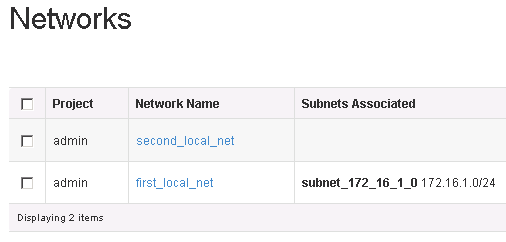 Networks
Project Network Name Subnets Associated
admin second_local_net
admin first_local_net subnet_172_16_1_0 172.16.1.0/24
Displaying 2 items